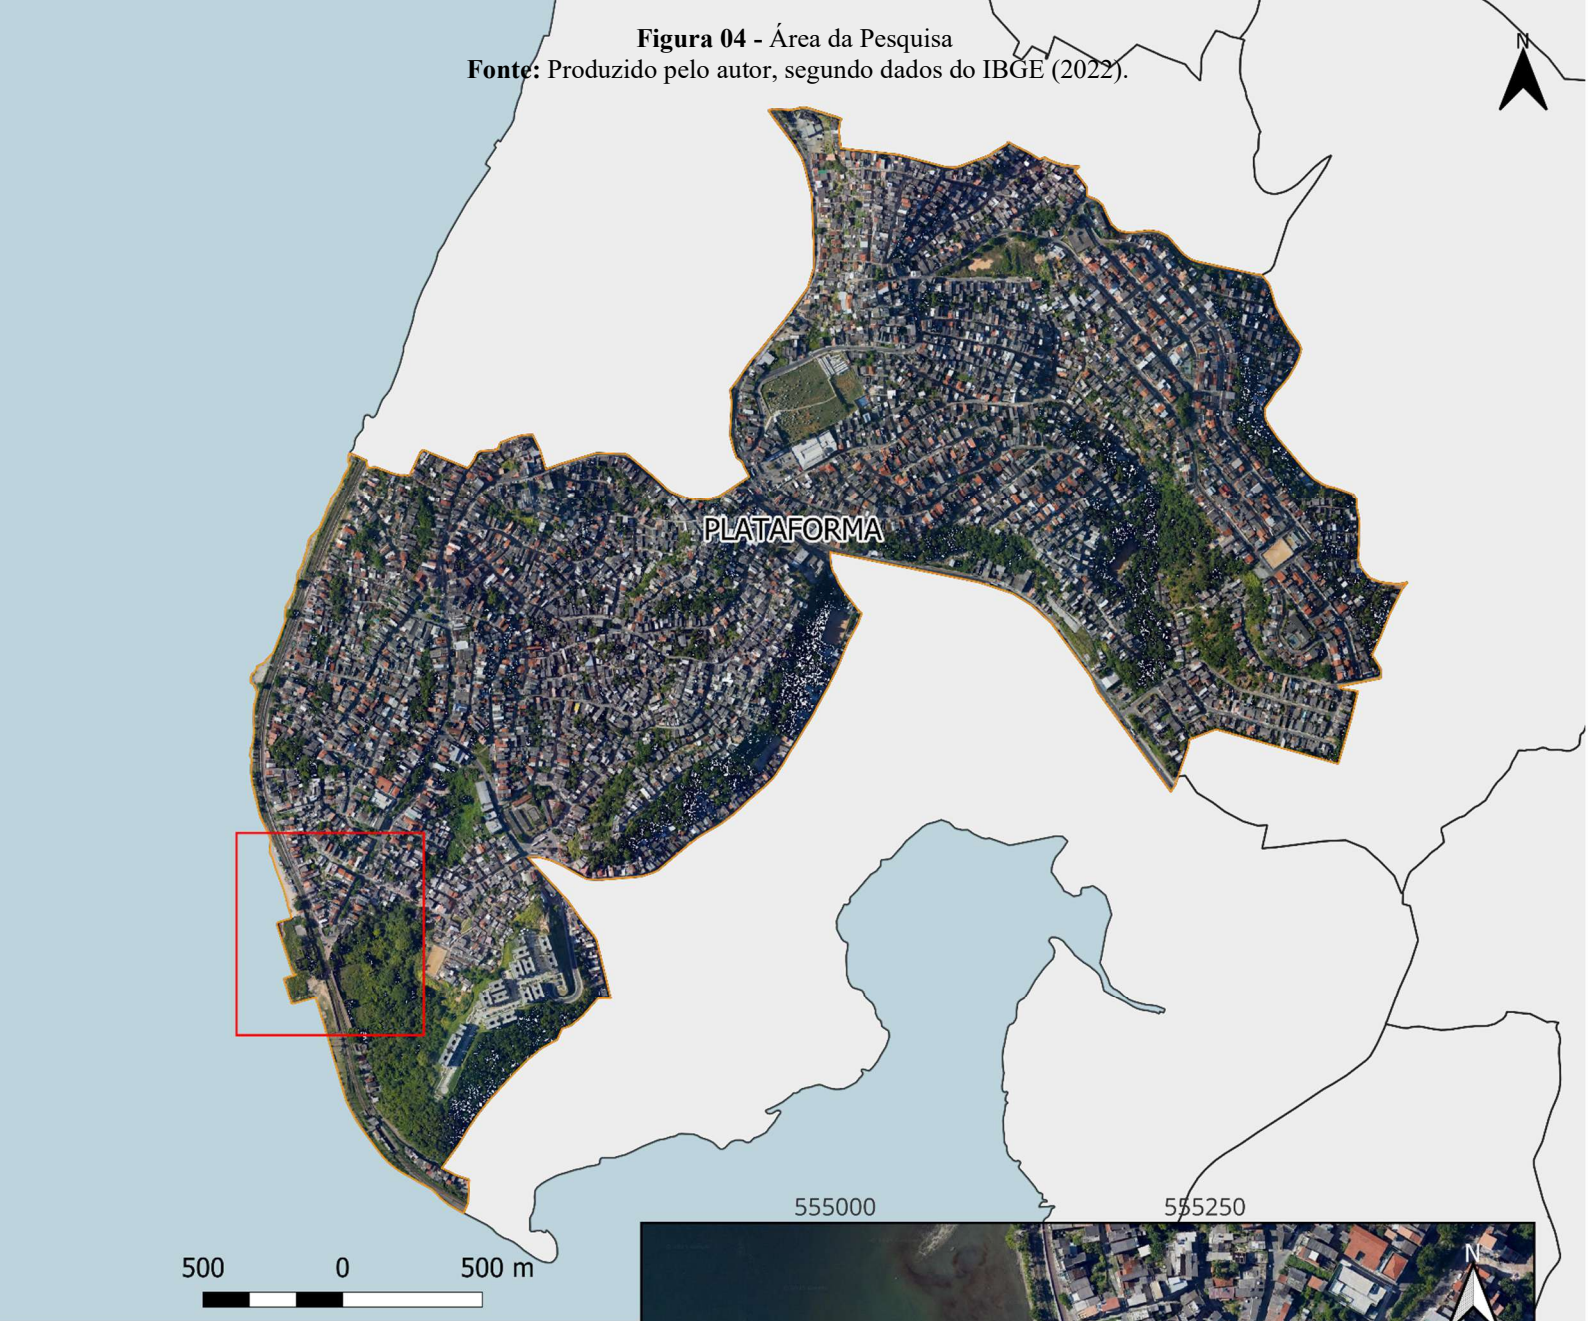 Figura 04 - Área da Pesquisa
Fonte: Produzido pelo autor, segundo dados do IBGE (2022).
N
PLATAFORMA
555000 555250
N
500 0 500 m